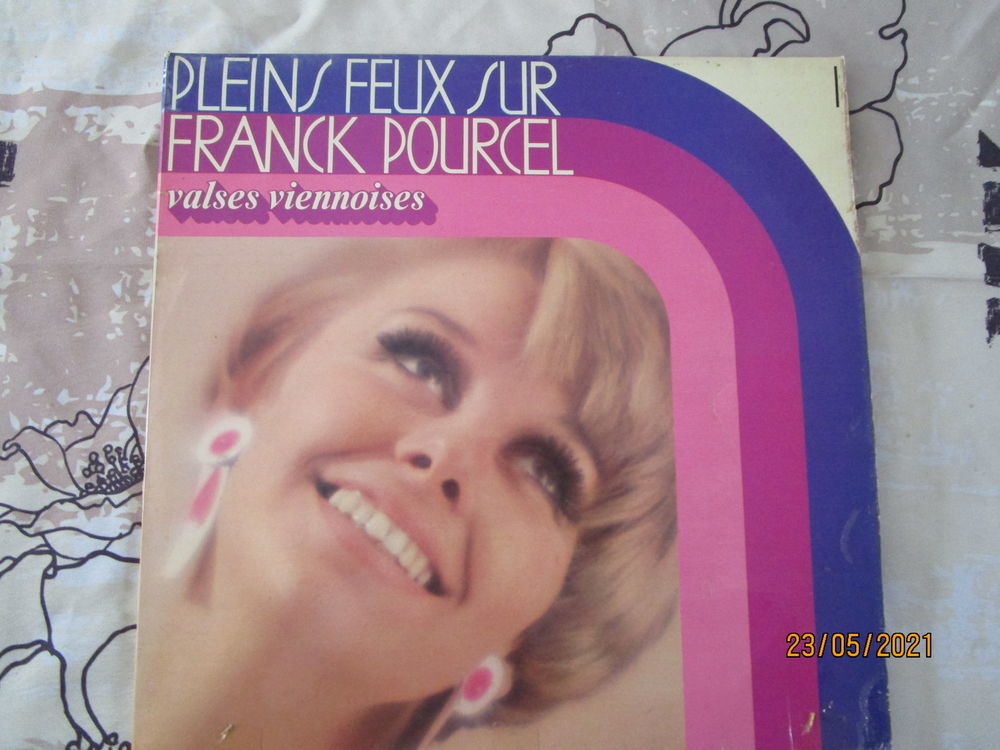 PLEINS FEUX SUR
FRANCK POURCEL
valses viennoises
23/05/2021